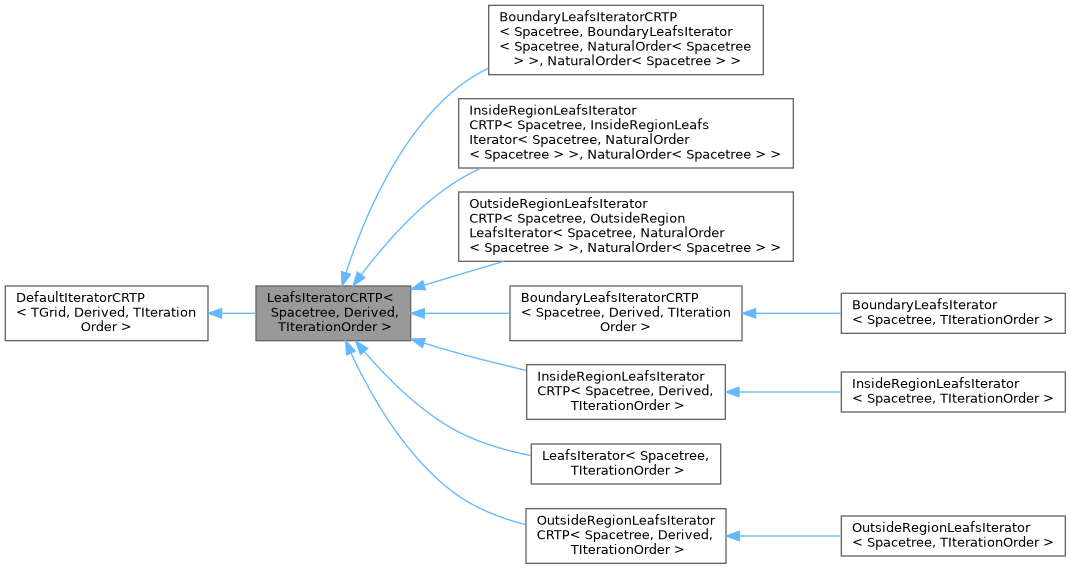 BoundaryLeafsIteratorCRTP
< Spacetree, BoundaryLeafsIterator
< Spacetree, NaturalOrder< Spacetree
> >, NaturalOrder< Spacetree > >
InsideRegionLeafsIterator
CRTP< Spacetree, InsideRegionLeafs
Iterator< Spacetree, NaturalOrder
< Spacetree > >, NaturalOrder< Spacetree > >
OutsideRegionLeafsIterator
CRTP< Spacetree, OutsideRegion
LeafsIterator< Spacetree, NaturalOrder
< Spacetree > >, NaturalOrder< Spacetree > >
DefaultIteratorCRTP
< TGrid, Derived, TIteration
Order >
LeafsIteratorCRTP<
Spacetree, Derived,
TIterationOrder >
BoundaryLeafsIteratorCRTP
< Spacetree, Derived, TIteration
Order >
BoundaryLeafsIterator
< Spacetree, TIterationOrder >
InsideRegionLeafsIterator
CRTP< Spacetree, Derived,
TIterationOrder >
InsideRegionLeafsIterator
< Spacetree, TIterationOrder >
LeafsIterator< Spacetree,
TIterationOrder >
OutsideRegionLeafsIterator
CRTP< Spacetree, Derived,
TIterationOrder >
OutsideRegionLeafsIterator
< Spacetree, TIterationOrder >